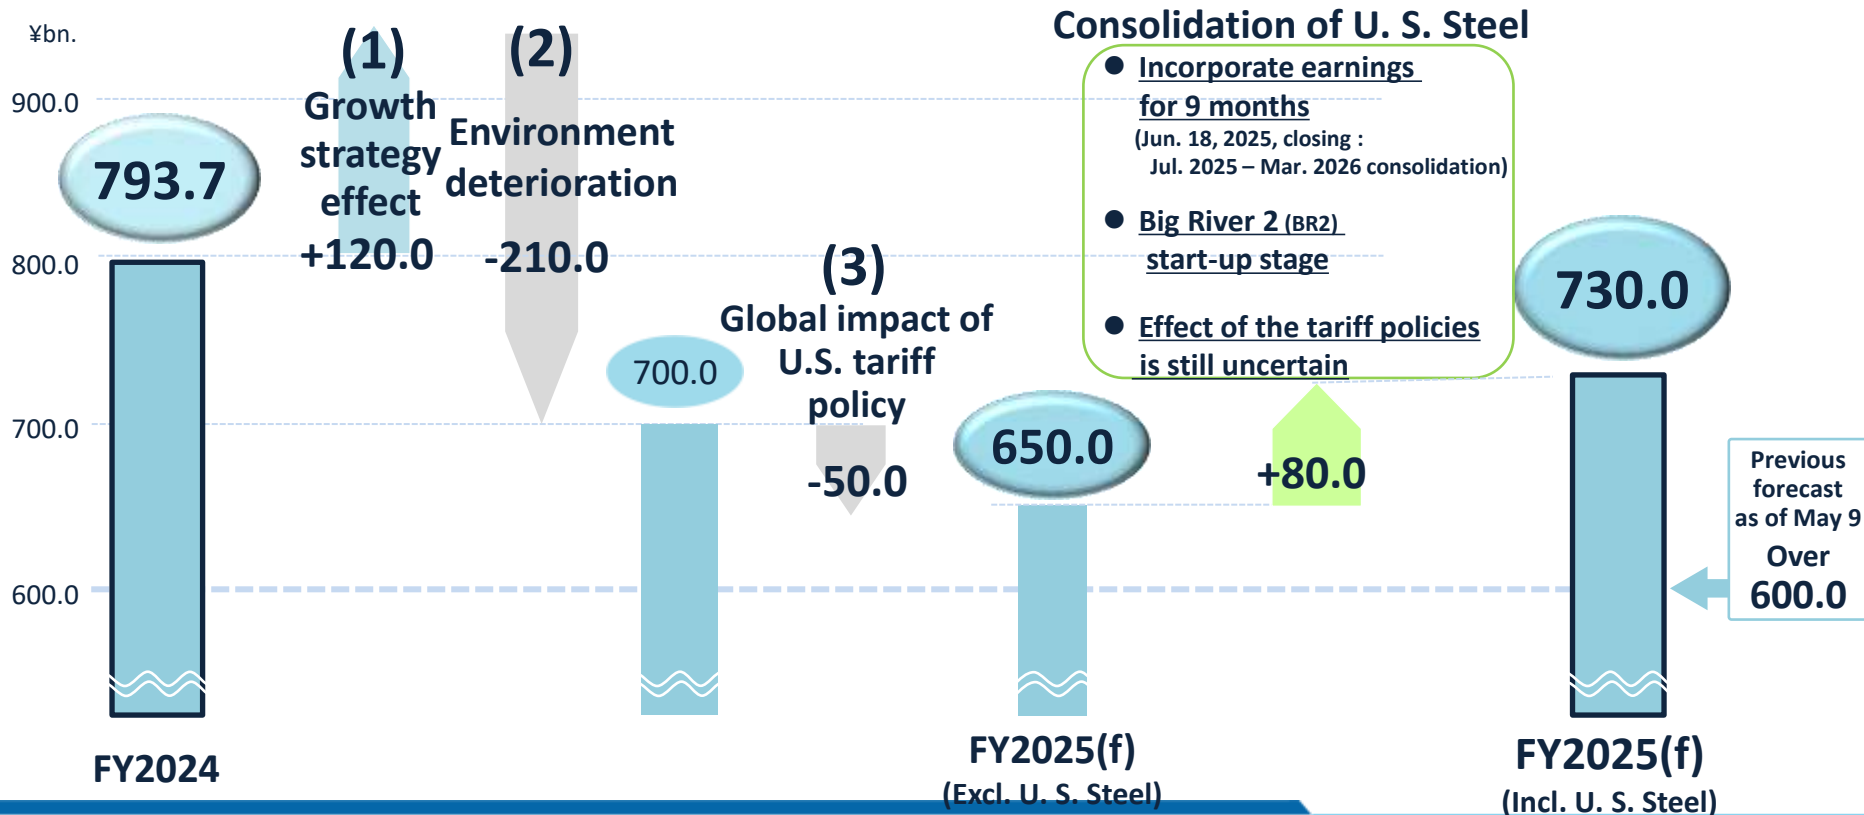 ¥bn.
900.0
800.0
700.0
600.0
793.7
FY2024
(1)
Growth
strategy
effect
+120.0
(2)
Environment
deterioration
-210.0
700.0
(3)
Global impact of
U.S. tariff
policy
-50.0
650.0
FY2025(f)
(Excl. U. S. Steel)
Consolidation of U. S. Steel
● Incorporate earnings
for 9 months
(Jun. 18, 2025, closing :
Jul. 2025 – Mar. 2026 consolidation)
● Big River 2 (BR2)
start-up stage
● Effect of the tariff policies
is still uncertain
+80.0
730.0
FY2025(f)
(Incl. U. S. Steel)
Previous
forecast
as of May 9
Over
600.0